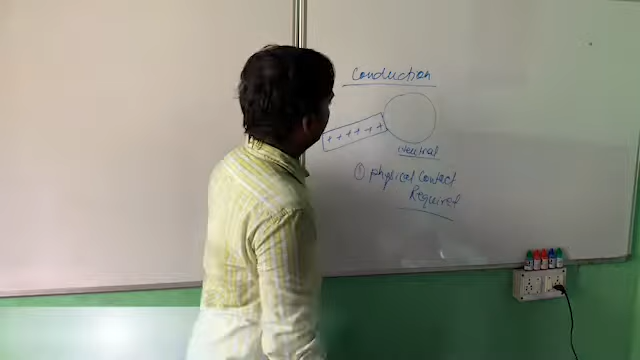 Conduction
+ + + + + +
Neutral
① Physical Contact
Required